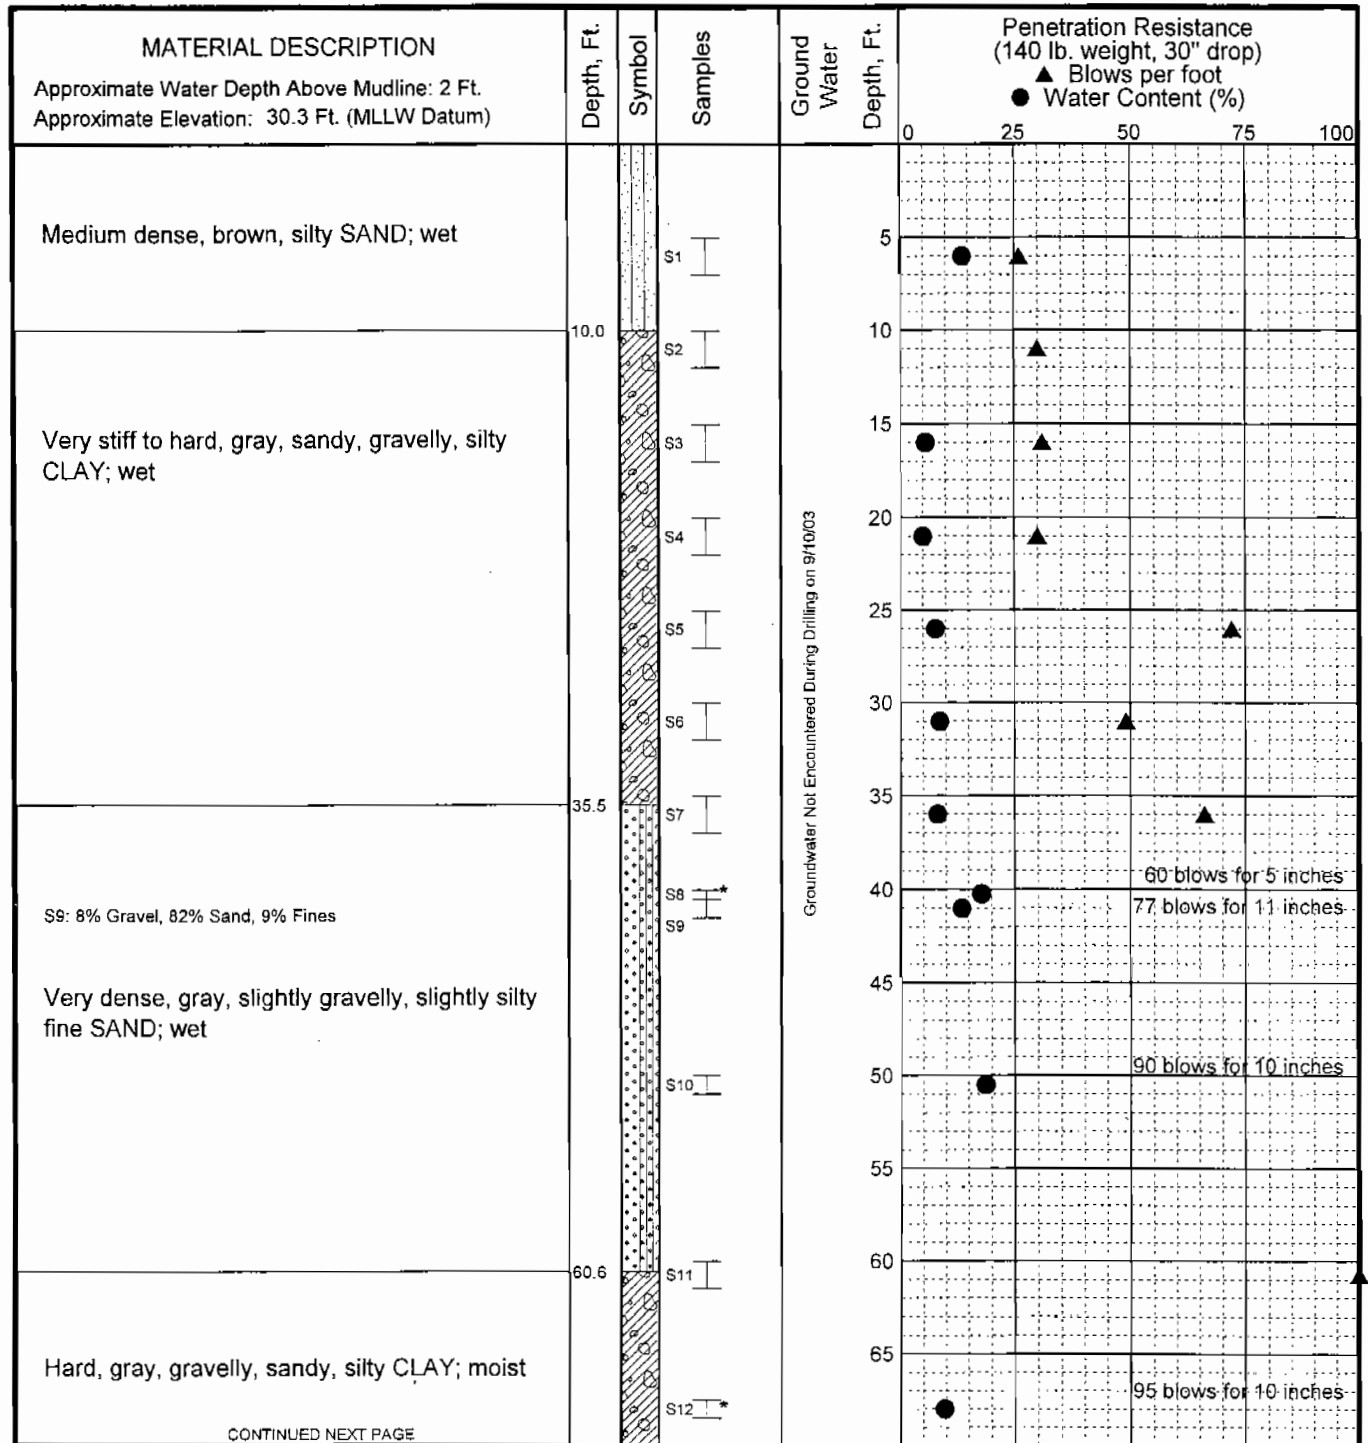 MATERIAL DESCRIPTION
Approximate Water Depth Above Mudline: 2 Ft.
Approximate Elevation: 30.3 Ft. (MLLW Datum)
Depth, Ft.
Symbol
Samples
Ground
Water
Depth, Ft.
Penetration Resistance
(140 lb. weight, 30" drop)
▲ Blows per foot
● Water Content (%)
0 25 50 75 100
Medium dense, brown, silty SAND; wet
S1
5
10.0
S2
10
Very stiff to hard, gray, sandy, gravelly, silty
CLAY; wet
S3
15
S4
20
S5
25
S6
30
Groundwater Not Encountered During Drilling on 9/10/03
35.5
S7
35
S8 *
40
60 blows for 5 inches
S9: 8% Gravel, 82% Sand, 9% Fines
S9
77 blows for 11 inches
Very dense, gray, slightly gravelly, slightly silty
fine SAND; wet
45
S10
50
90 blows for 10 inches
55
60
60.6
S11
Hard, gray, gravelly, sandy, silty CLAY; moist
65
S12 *
95 blows for 10 inches
CONTINUED NEXT PAGE